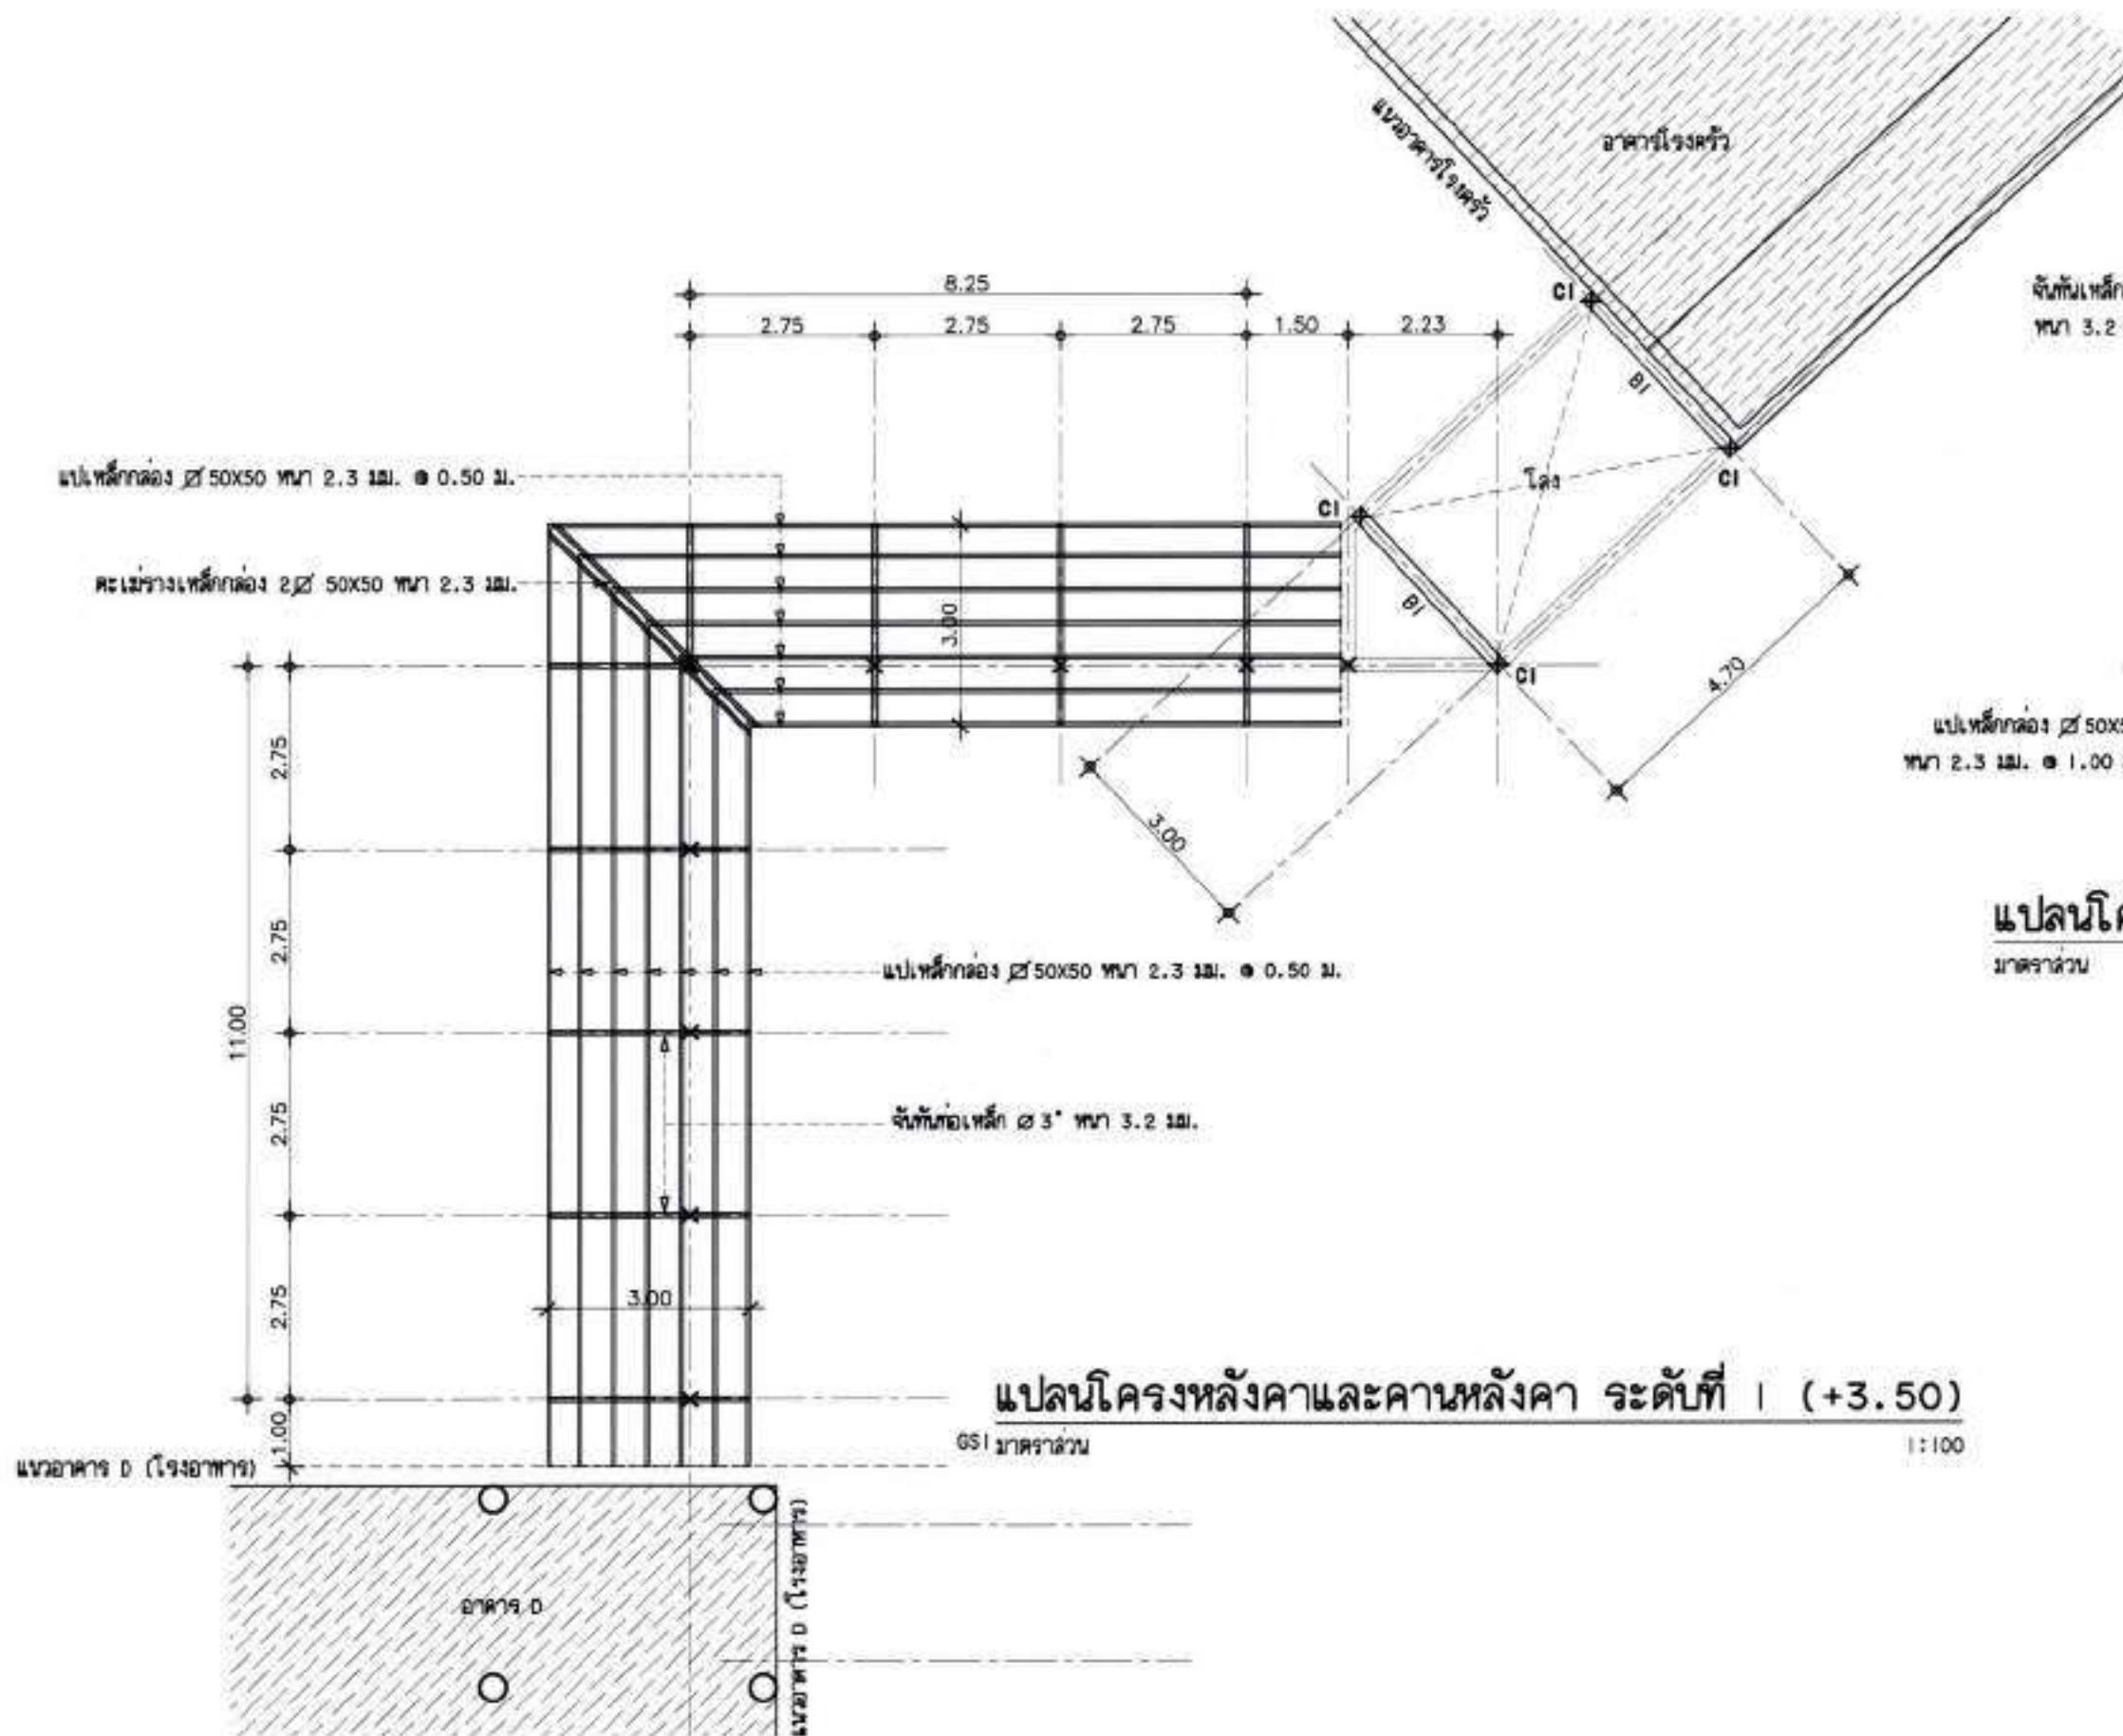 อาคารโรงครัว
แนวอาคารโรงครัว
จันทันเหล็ก
หนา 3.2
8.25
2.75
2.75
2.75
1.50
2.23
C1
B1
C1
โล่ง
C1
B1
C1
แปเหล็กกล่อง ⌀ 50X50 หนา 2.3 มม. @ 0.50 ม.
ตะเฆ่รางเหล็กกล่อง 2⌀ 50X50 หนา 2.3 มม.
3.00
4.70
3.00
แปเหล็กกล่อง ⌀ 50X5
หนา 2.3 มม. @ 1.00
แปลนโค
มาตราส่วน
2.75
2.75
2.75
2.75
11.00
1.00
แปเหล็กกล่อง ⌀ 50X50 หนา 2.3 มม. @ 0.50 ม.
จันทันท่อเหล็ก ⌀ 3" หนา 3.2 มม.
3.00
แปลนโครงหลังคาและคานหลังคา ระดับที่ 1 (+3.50)
GS1 มาตราส่วน 1:100
แนวอาคาร D (โรงอาหาร)
อาคาร D
แนวอาคาร D (โรงอาหาร)